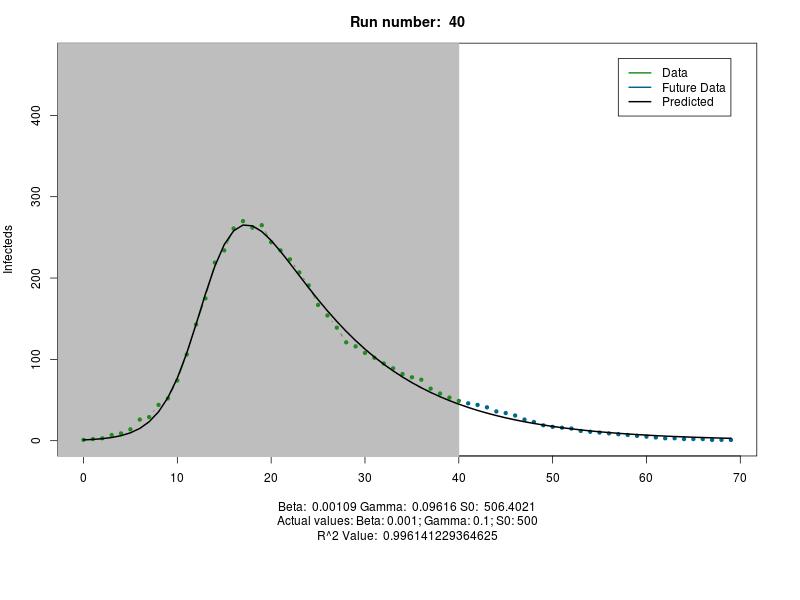 Run number: 40
Data
Future Data
Predicted
Infecteds
400
300
200
100
0
0 10 20 30 40 50 60 70
Beta: 0.00109 Gamma: 0.09616 S0: 506.4021
Actual values: Beta: 0.001; Gamma: 0.1; S0: 500
R^2 Value: 0.996141229364625